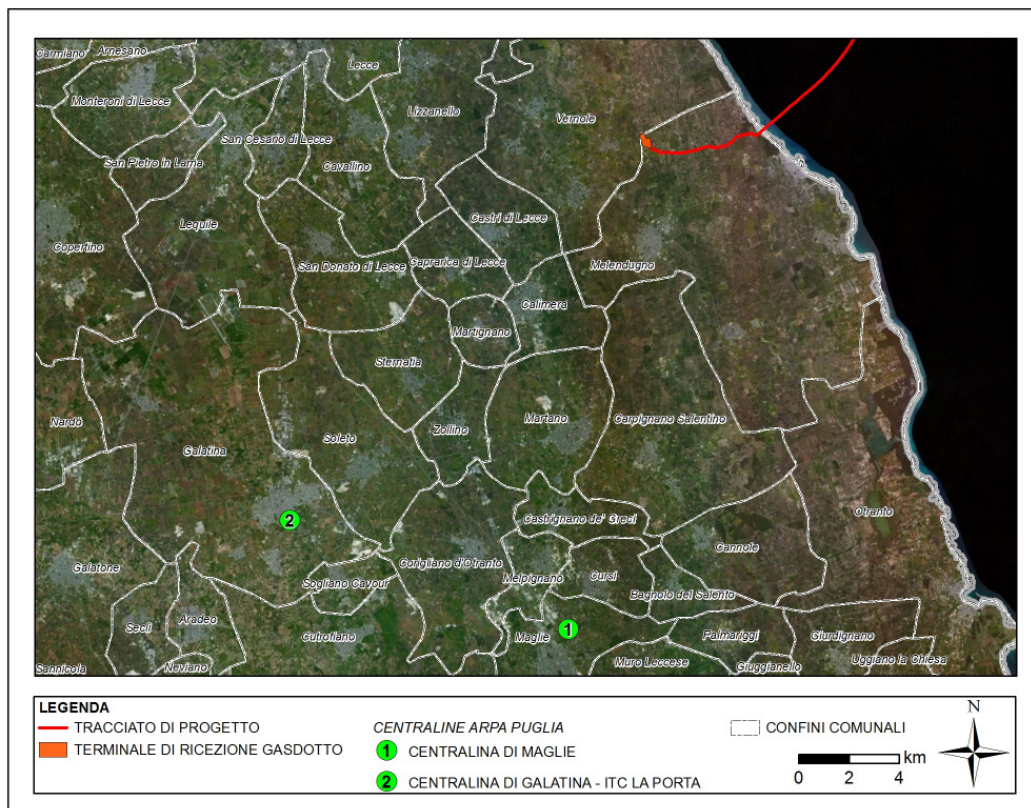 Carmiano
Arnesano
Lecce
Monteroni di Lecce
Lizzanello
Vernole
San Cesario di Lecce
San Pietro in Lama
Cavallino
Lequile
Castri di Lecce
Copertino
San Donato di Lecce
Caprarica di Lecce
Melendugno
Calimera
Martignano
Sternatia
Nardò
Soleto
Zollino
Martano
Carpignano Salentino
Galatina
2
Castrignano de' Greci
Otranto
Cannole
Galatone
Corigliano d'Otranto
Sogliano Cavour
Melpignano
Cursi
Bagnolo del Salento
Seclì
Aradeo
Cutrofiano
Maglie
1
Palmariggi
Giurdignano
Sannicola
Neviano
Muro Leccese
Giuggianello
Uggiano la Chiesa
LEGENDA
TRACCIATO DI PROGETTO
TERMINALE DI RICEZIONE GASDOTTO
CENTRALINE ARPA PUGLIA
1 CENTRALINA DI MAGLIE
2 CENTRALINA DI GALATINA - ITC LA PORTA
CONFINI COMUNALI
km
0 2 4
N